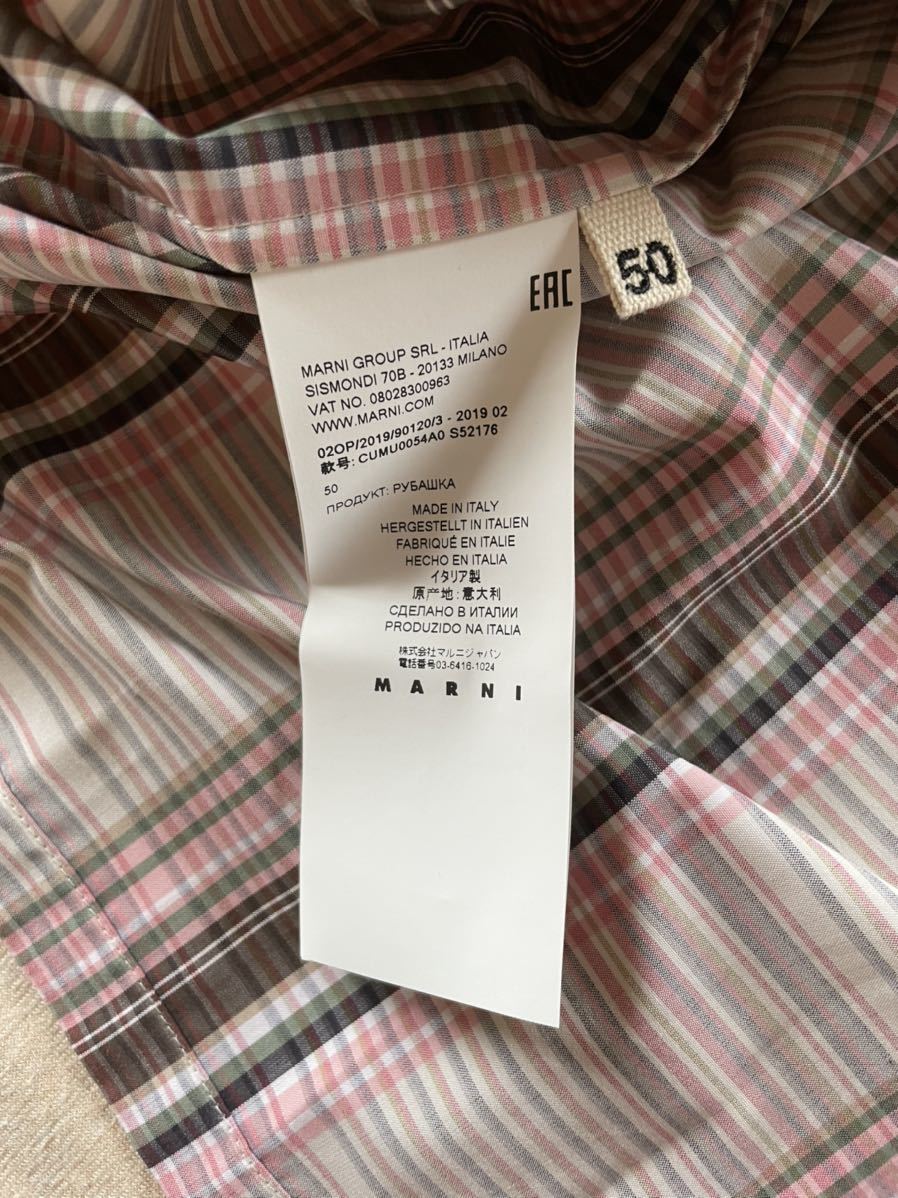 EAC
50
MARNI GROUP SRL - ITALIA
SISMONDI 70B - 20133 MILANO
VAT NO. 08028300963
WWW.MARNI.COM
02OP/2019/90120/3 - 2019 02
款号: CUMU0054A0 S52176
50
ПРОДУКТ: РУБАШКА
MADE IN ITALY
HERGESTELLT IN ITALIEN
FABRIQUÉ EN ITALIE
HECHO EN ITALIA
イタリア製
原产地: 意大利
СДЕЛАНО В ИТАЛИИ
PRODUZIDO NA ITALIA
株式会社マルニジャパン
電話番号03-6416-1024
MARNI